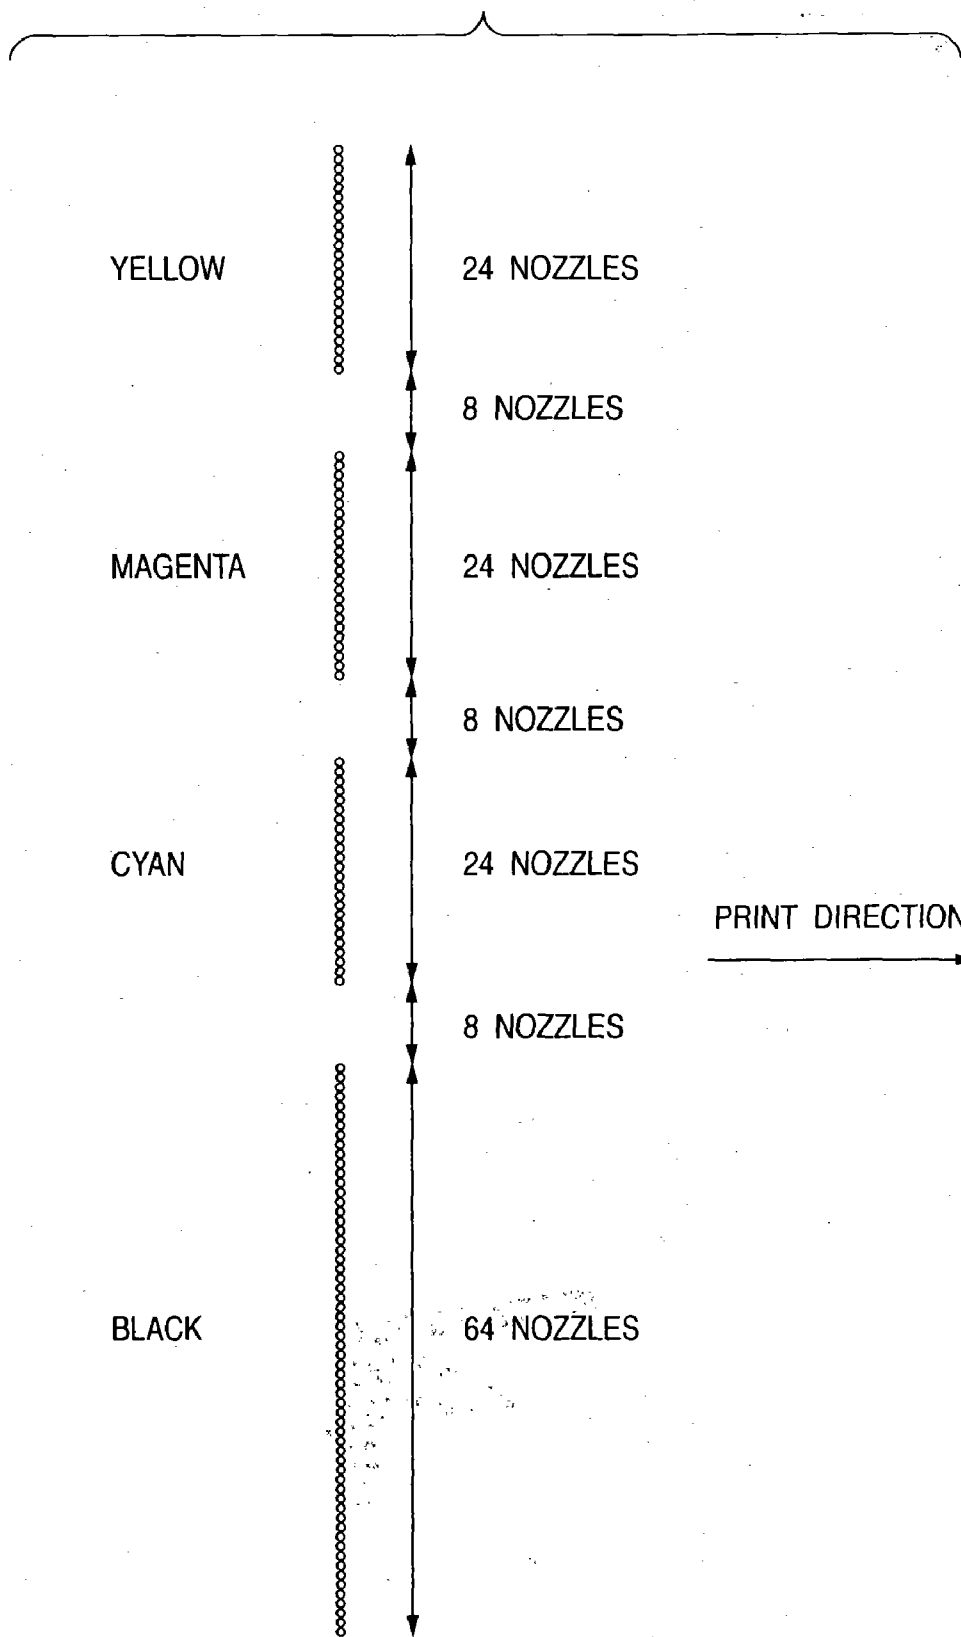 YELLOW 24 NOZZLES
8 NOZZLES
MAGENTA 24 NOZZLES
8 NOZZLES
CYAN 24 NOZZLES
PRINT DIRECTION
8 NOZZLES
BLACK 64 NOZZLES